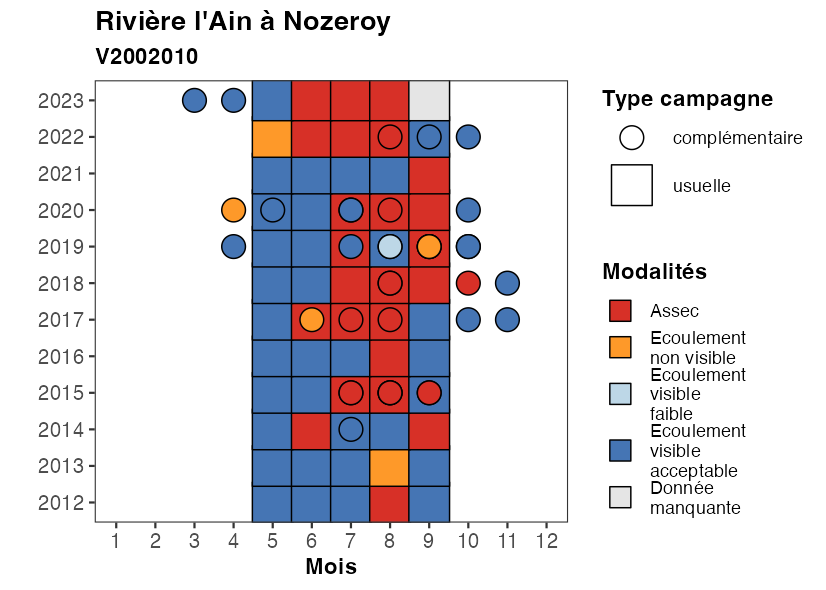 Rivière l'Ain à Nozeroy
V2002010
2023
2022
2021
2020
2019
2018
2017
2016
2015
2014
2013
2012
1 2 3 4 5 6 7 8 9 10 11 12
Mois
Type campagne
complémentaire
usuelle
Modalités
Assec
Ecoulement
non visible
Ecoulement
visible
faible
Ecoulement
visible
acceptable
Donnée
manquante